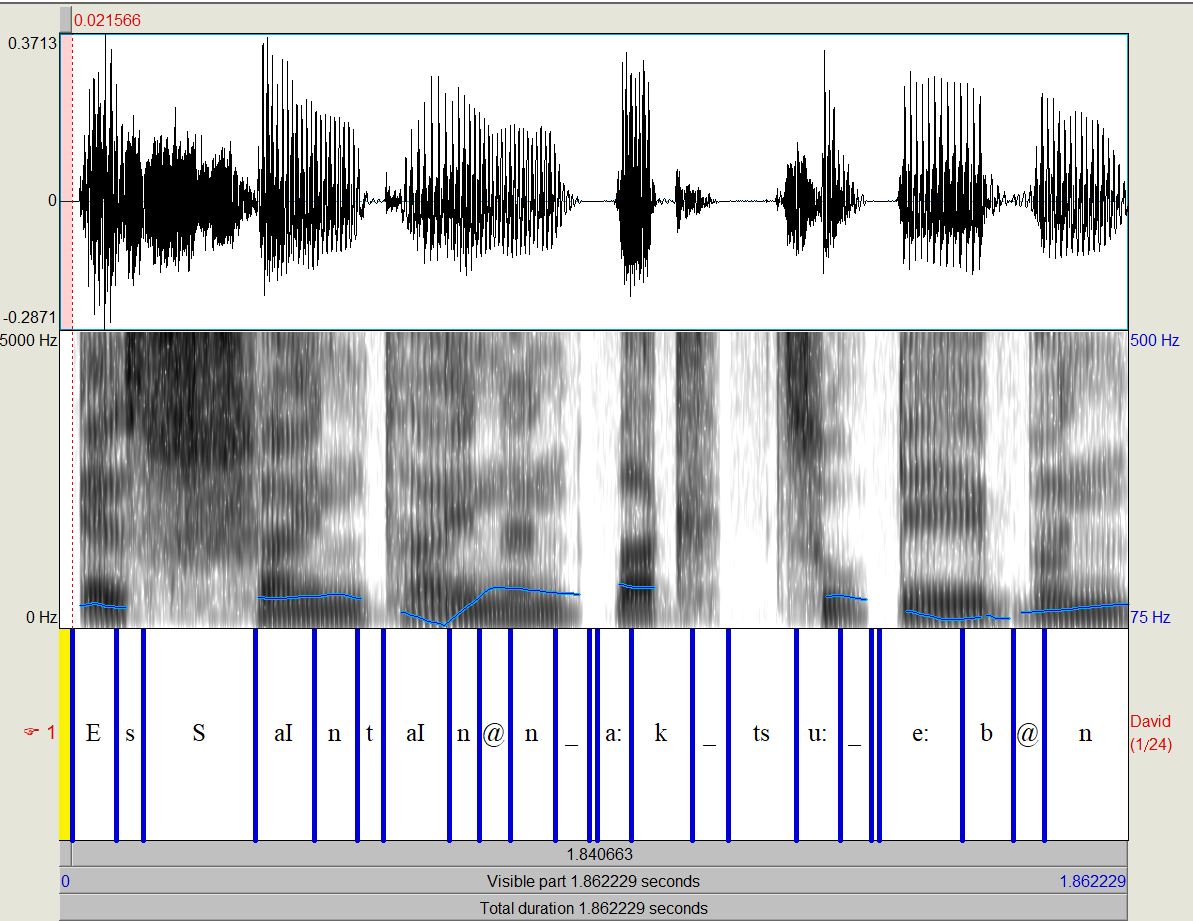 0.021566
0.3713
0
-0.2871
5000 Hz 500 Hz
0 Hz 75 Hz
☞ 1 E s S aI n t aI n @ n _ a: k _ ts u: _ e: b @ n David
(1/24)
1.840663
0 Visible part 1.862229 seconds 1.862229
Total duration 1.862229 seconds